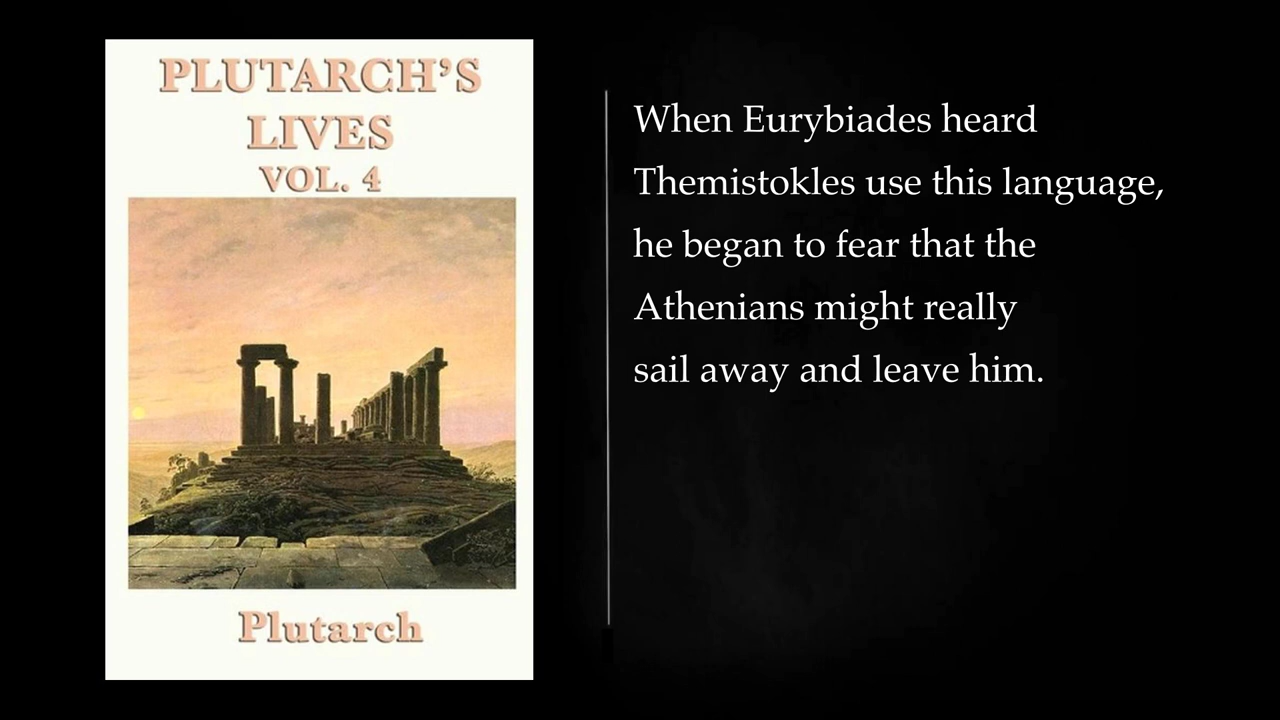 PLUTARCH'S
LIVES
VOL. 4
Plutarch
When Eurybiades heard
Themistokles use this language,
he began to fear that the
Athenians might really
sail away and leave him.